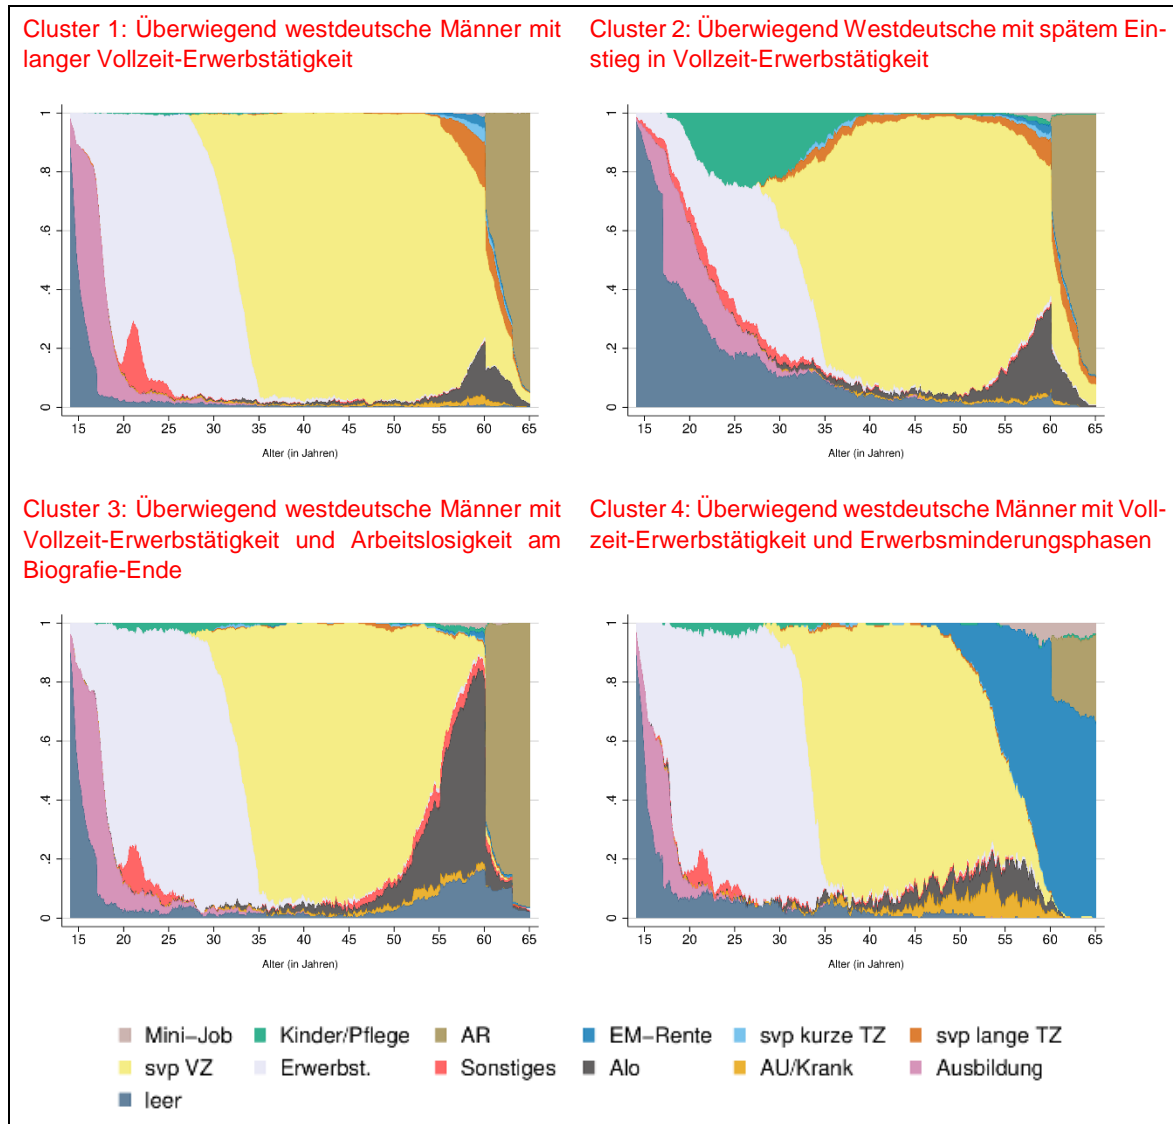 Cluster 1: Überwiegend westdeutsche Männer mit
langer Vollzeit-Erwerbstätigkeit
Cluster 2: Überwiegend Westdeutsche mit spätem Ein-
stieg in Vollzeit-Erwerbstätigkeit
1
.8
.6
.4
.2
0
15 20 25 30 35 40 45 50 55 60 65
Alter (in Jahren)
1
.8
.6
.4
.2
0
15 20 25 30 35 40 45 50 55 60 65
Alter (in Jahren)
Cluster 3: Überwiegend westdeutsche Männer mit
Vollzeit-Erwerbstätigkeit und Arbeitslosigkeit am
Biografie-Ende
Cluster 4: Überwiegend westdeutsche Männer mit Voll-
zeit-Erwerbstätigkeit und Erwerbsminderungsphasen
1
.8
.6
.4
.2
0
15 20 25 30 35 40 45 50 55 60 65
Alter (in Jahren)
1
.8
.6
.4
.2
0
15 20 25 30 35 40 45 50 55 60 65
Alter (in Jahren)
Mini-Job Kinder/Pflege AR EM-Rente svp kurze TZ svp lange TZ
svp VZ Erwerbst. Sonstiges Alo AU/Krank Ausbildung
leer